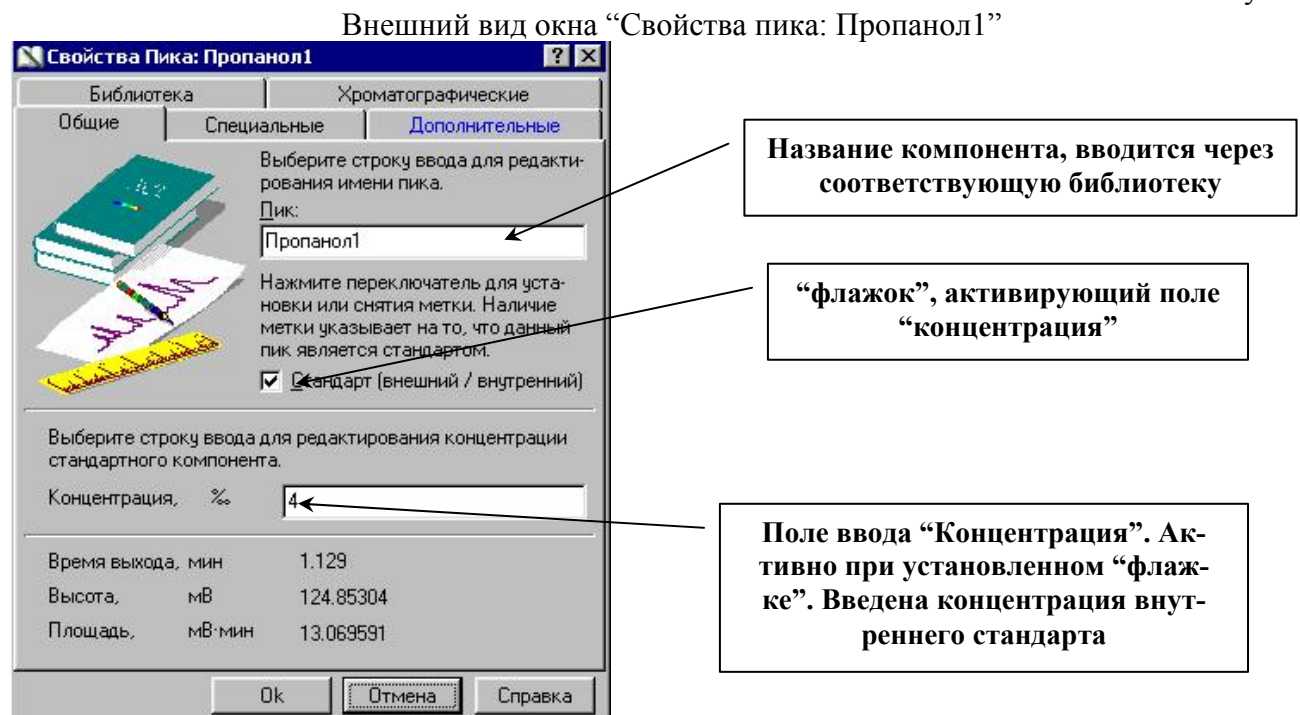 Внешний вид окна “Свойства пика: Пропанол1”
Свойства Пика: Пропанол1
Библиотека
Хроматографические
Общие
Специальные
Дополнительные
Выберите строку ввода для редакти-
рования имени пика.
Пик:
Пропанол1
Нажмите переключатель для уста-
новки или снятия метки. Наличие
метки указывает на то, что данный
пик является стандартом.
Стандарт (внешний / внутренний)
Выберите строку ввода для редактирования концентрации
стандартного компонента.
Концентрация, ‰ 4
Время выхода, мин 1.129
Высота, мВ 124.85304
Площадь, мВ·мин 13.069591
Ok
Отмена
Справка
Название компонента, вводится через
соответствующую библиотеку
“флажок”, активирующий поле
“концентрация”
Поле ввода “Концентрация”. Ак-
тивно при установленном “флаж-
ке”. Введена концентрация внут-
реннего стандарта